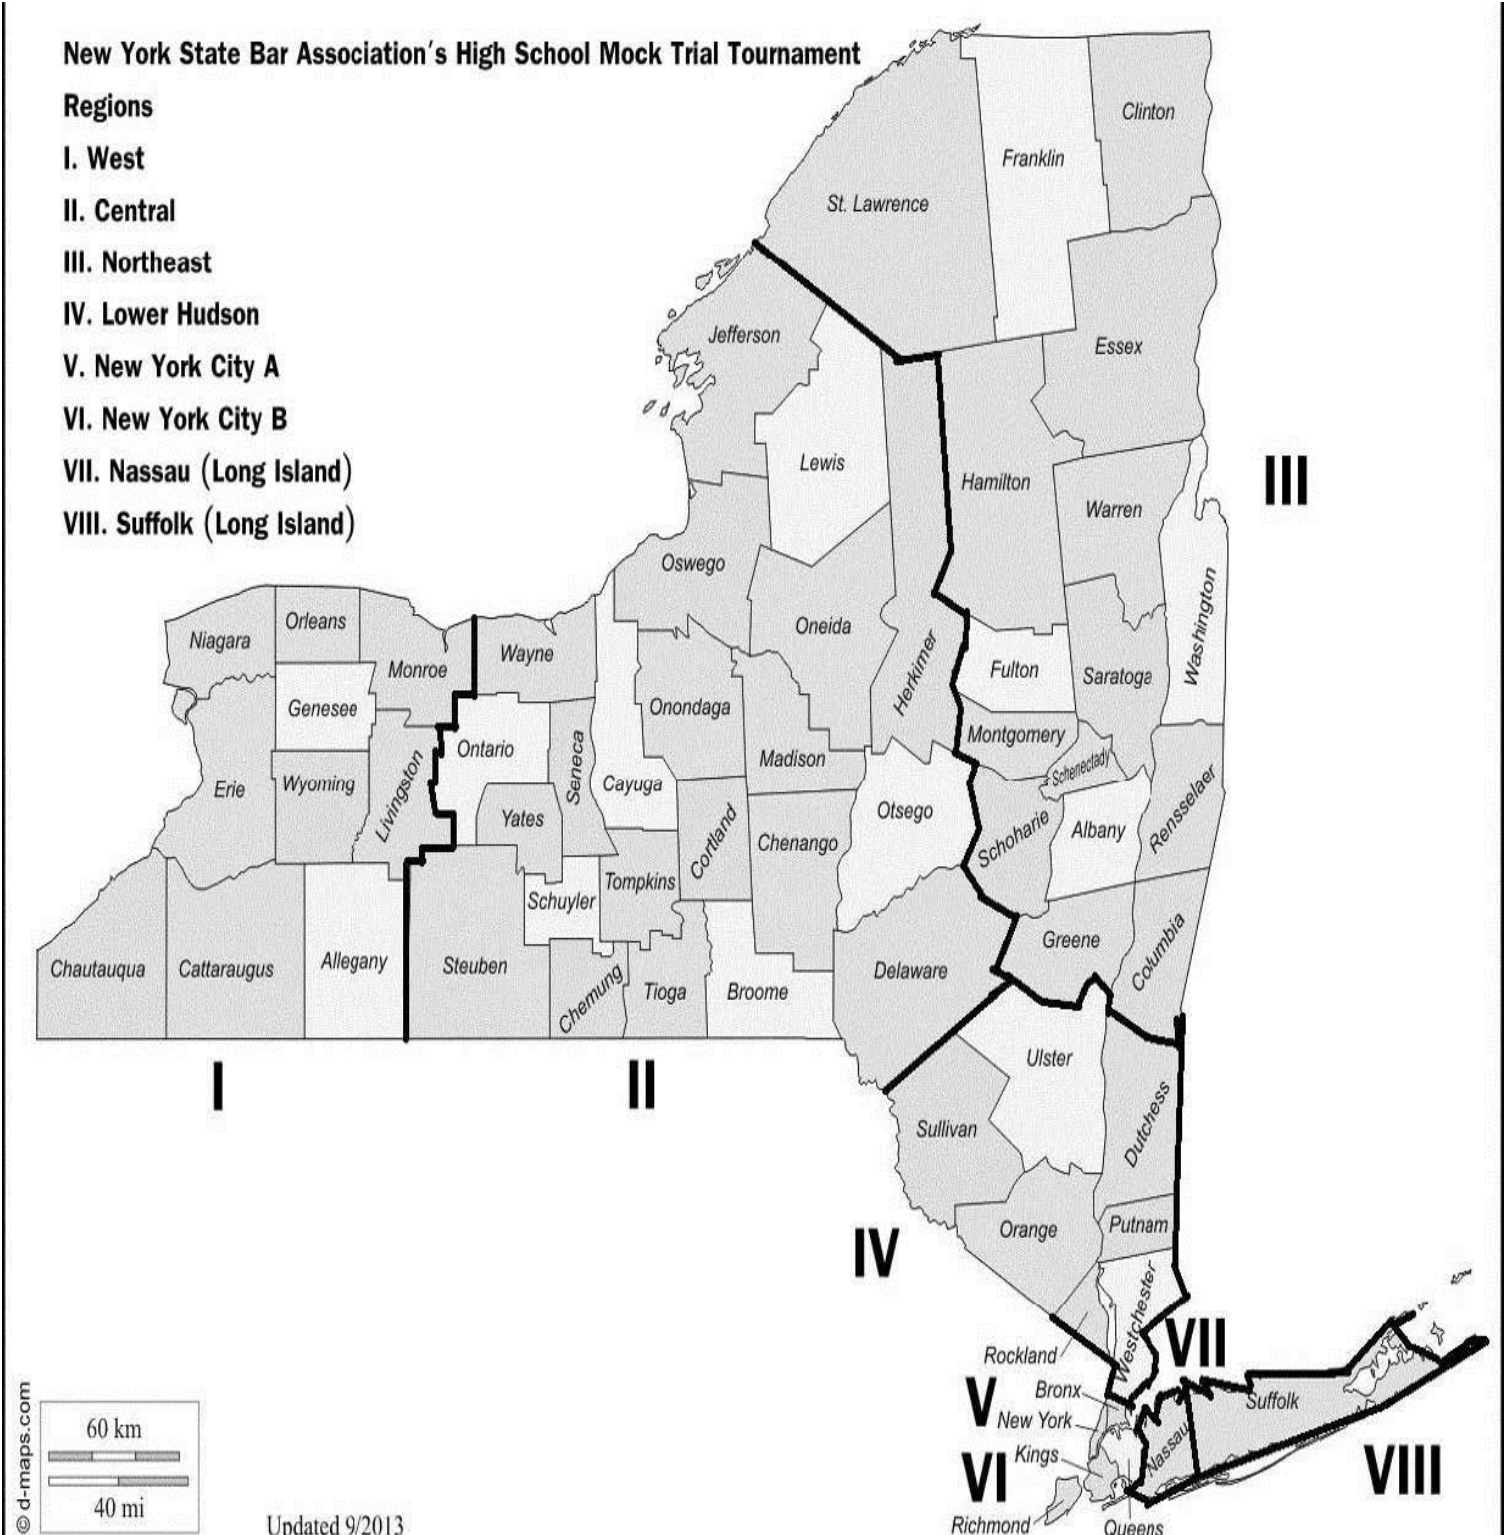 New York State Bar Association's High School Mock Trial Tournament
Regions
I. West
II. Central
III. Northeast
IV. Lower Hudson
V. New York City A
VI. New York City B
VII. Nassau (Long Island)
VIII. Suffolk (Long Island)
Clinton
Franklin
St. Lawrence
Jefferson
Essex
Lewis
Hamilton
III
Warren
Oswego
Oneida
Herkimer
Washington
Niagara
Orleans
Monroe
Wayne
Fulton
Saratoga
Genesee
Onondaga
Montgomery
Ontario
Seneca
Madison
Schenectady
Erie
Wyoming
Livingston
Yates
Cayuga
Cortland
Chenango
Otsego
Schoharie
Albany
Rensselaer
Schuyler
Tompkins
Greene
Columbia
Chautauqua
Cattaraugus
Allegany
Steuben
Chemung
Tioga
Broome
Delaware
I
II
Ulster
Sullivan
Dutchess
IV
Orange
Putnam
Westchester
Rockland
VII
Bronx
V
New York
Suffolk
Kings
Nassau
VI
VIII
Richmond
Queens
© d-maps.com
60 km
40 mi
Updated 9/2013